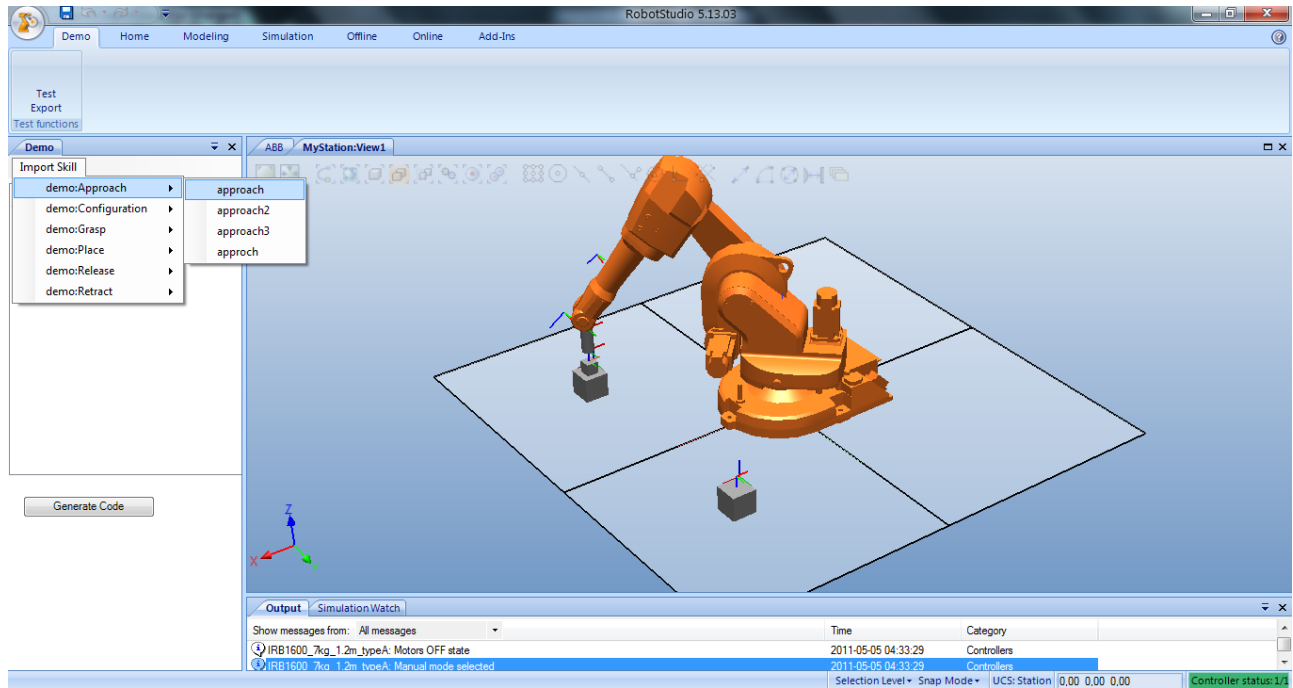 RobotStudio 5.13.03
Demo Home Modeling Simulation Offline Online Add-Ins
Test
Export
Test functions
Demo
ABB MyStation:View1
Import Skill
demo:Approach
demo:Configuration
demo:Grasp
demo:Place
demo:Release
demo:Retract
approach
approach2
approach3
approch
Generate Code
Z
X
Output Simulation Watch
Show messages from: All messages Time Category
IRB1600_7kg_1.2m_typeA: Motors OFF state 2011-05-05 04:33:29 Controllers
IRB1600_7kg_1.2m_typeA: Manual mode selected 2011-05-05 04:33:29 Controllers
Selection Level Snap Mode UCS: Station 0,00 0,00 0,00 Controller status: 1/1